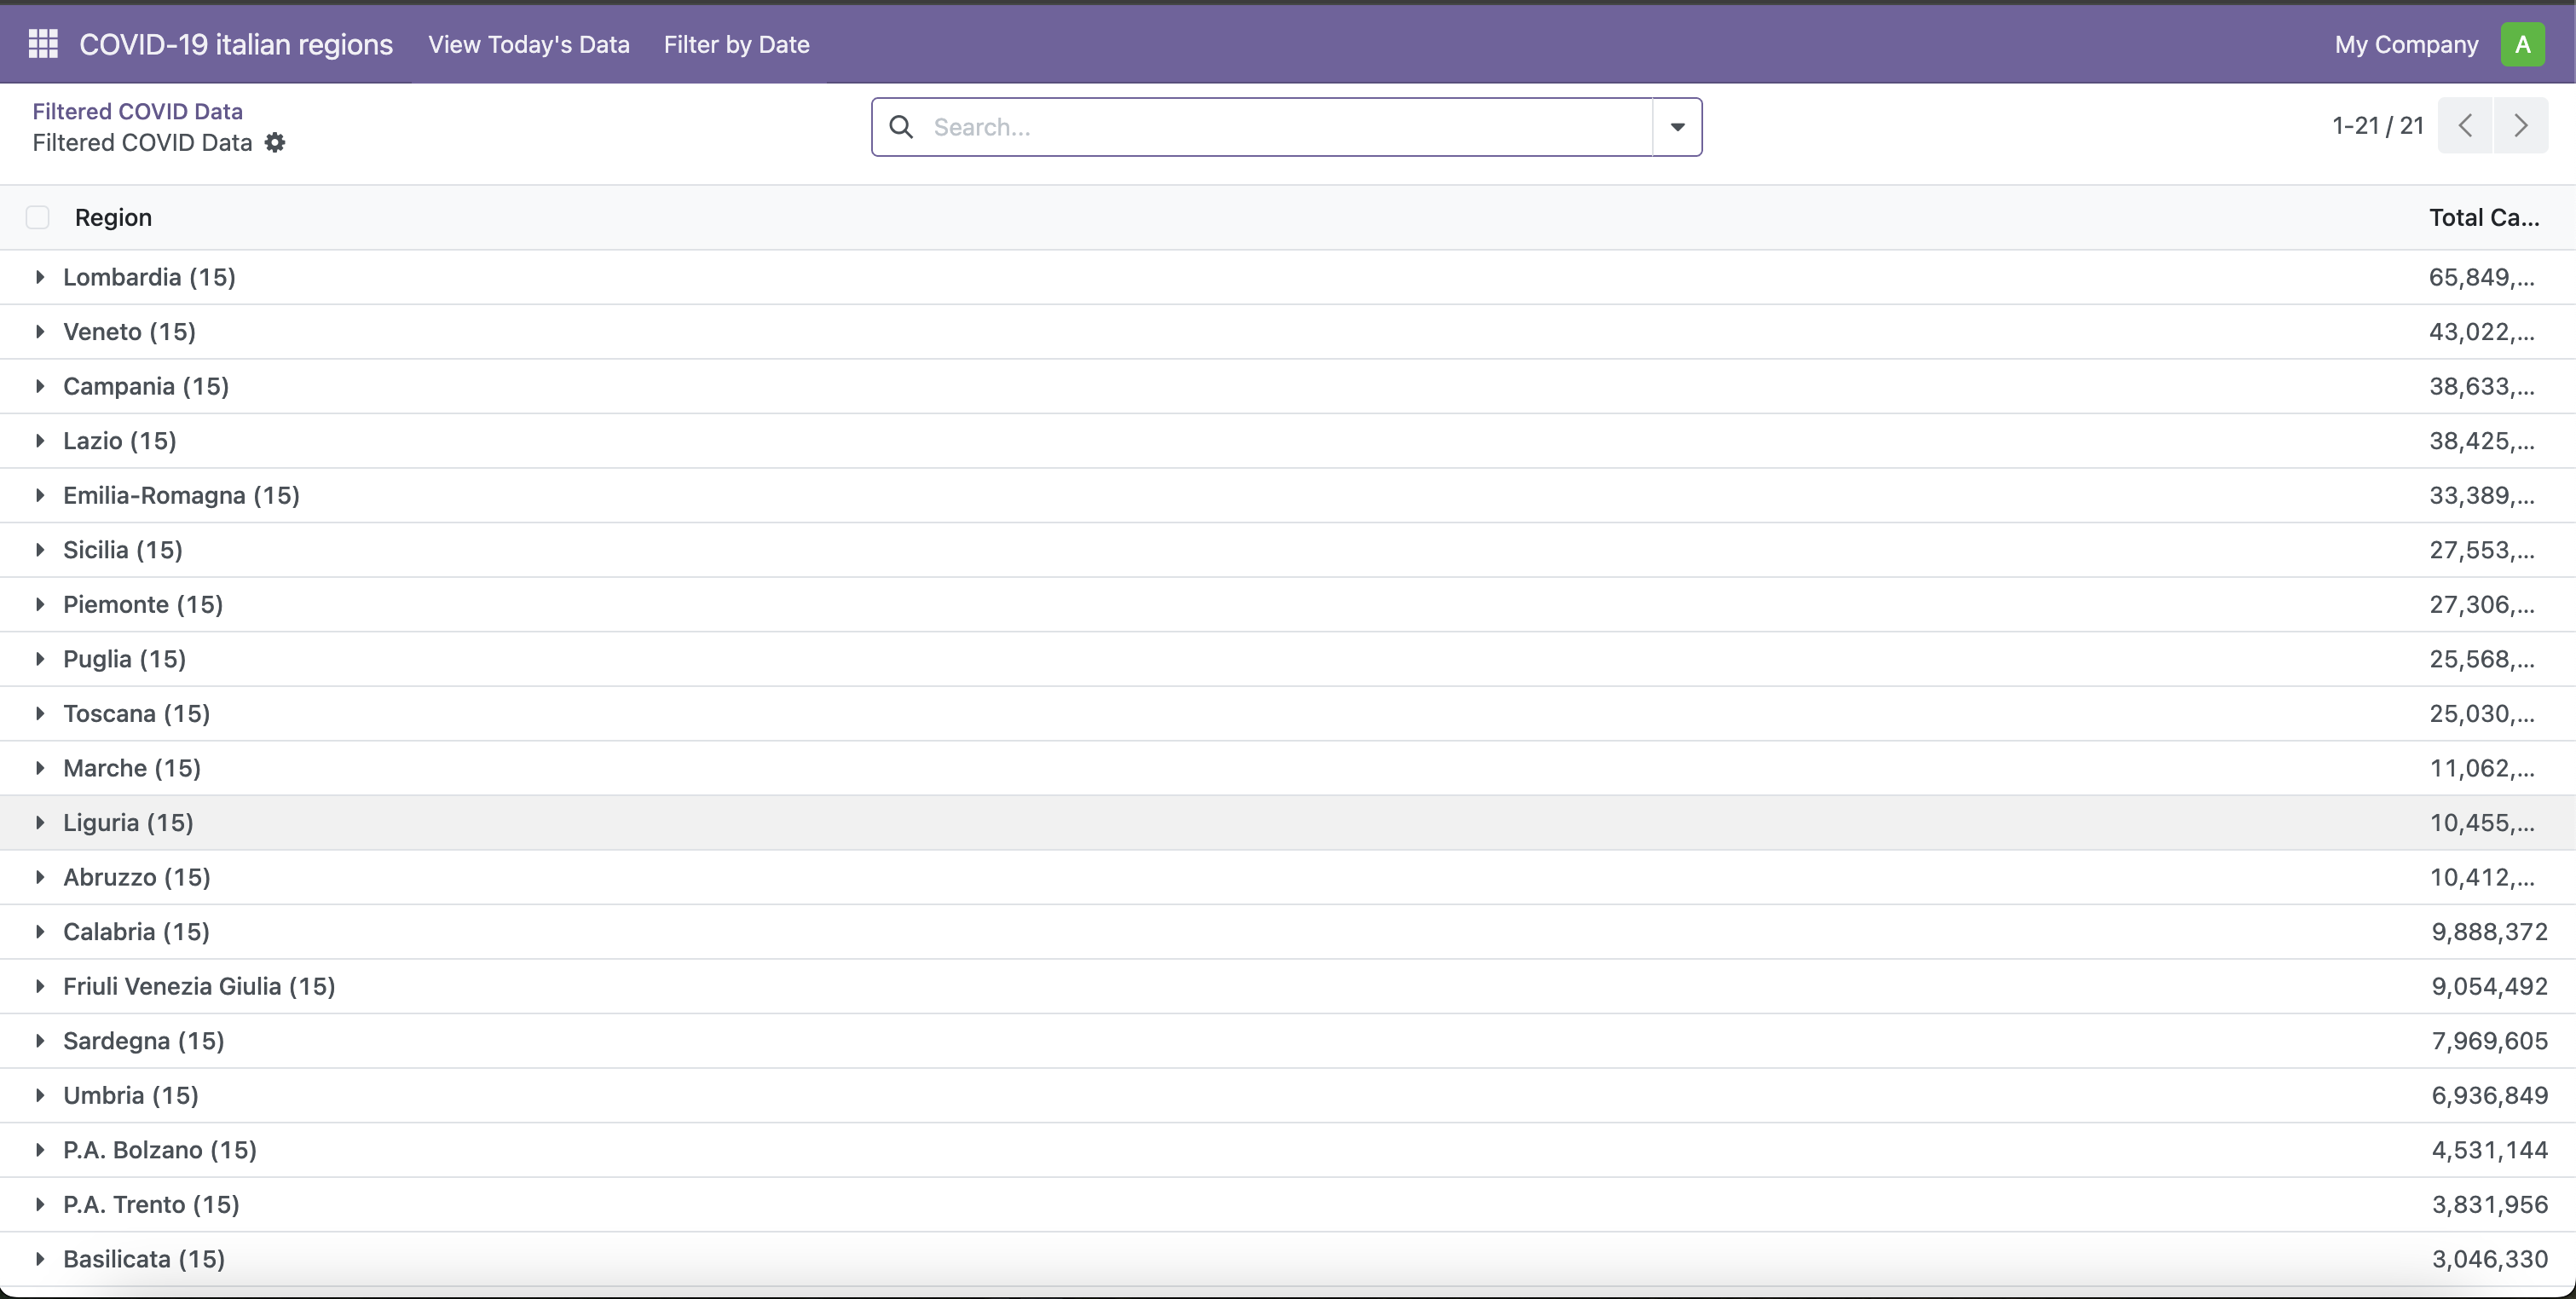 COVID-19 italian regions View Today's Data Filter by Date My Company A
Filtered COVID Data
Filtered COVID Data
Search...
1-21 / 21
Region Total Ca...
Lombardia (15) 65,849,...
Veneto (15) 43,022,...
Campania (15) 38,633,...
Lazio (15) 38,425,...
Emilia-Romagna (15) 33,389,...
Sicilia (15) 27,553,...
Piemonte (15) 27,306,...
Puglia (15) 25,568,...
Toscana (15) 25,030,...
Marche (15) 11,062,...
Liguria (15) 10,455,...
Abruzzo (15) 10,412,...
Calabria (15) 9,888,372
Friuli Venezia Giulia (15) 9,054,492
Sardegna (15) 7,969,605
Umbria (15) 6,936,849
P.A. Bolzano (15) 4,531,144
P.A. Trento (15) 3,831,956
Basilicata (15) 3,046,330